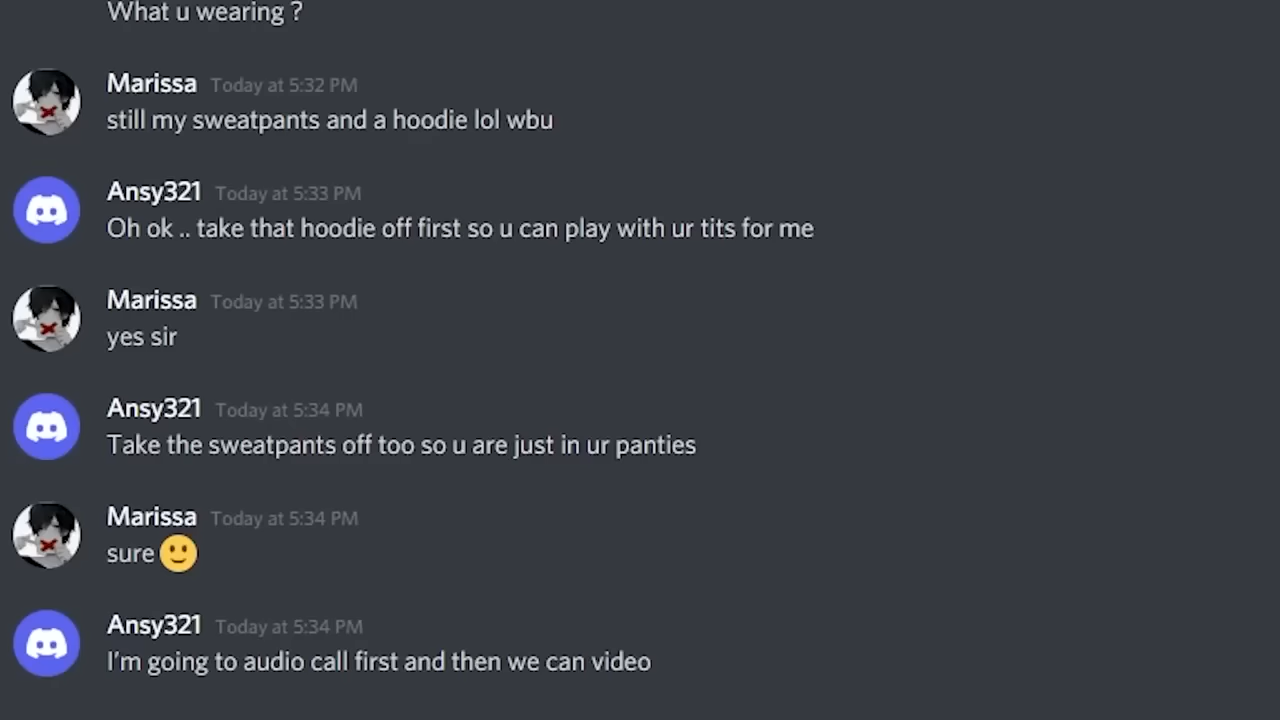 What u wearing ?
Marissa Today at 5:32 PM
still my sweatpants and a hoodie lol wbu
Ansy321 Today at 5:33 PM
Oh ok .. take that hoodie off first so u can play with ur tits for me
Marissa Today at 5:33 PM
yes sir
Ansy321 Today at 5:34 PM
Take the sweatpants off too so u are just in ur panties
Marissa Today at 5:34 PM
sure 🙂
Ansy321 Today at 5:34 PM
I'm going to audio call first and then we can video